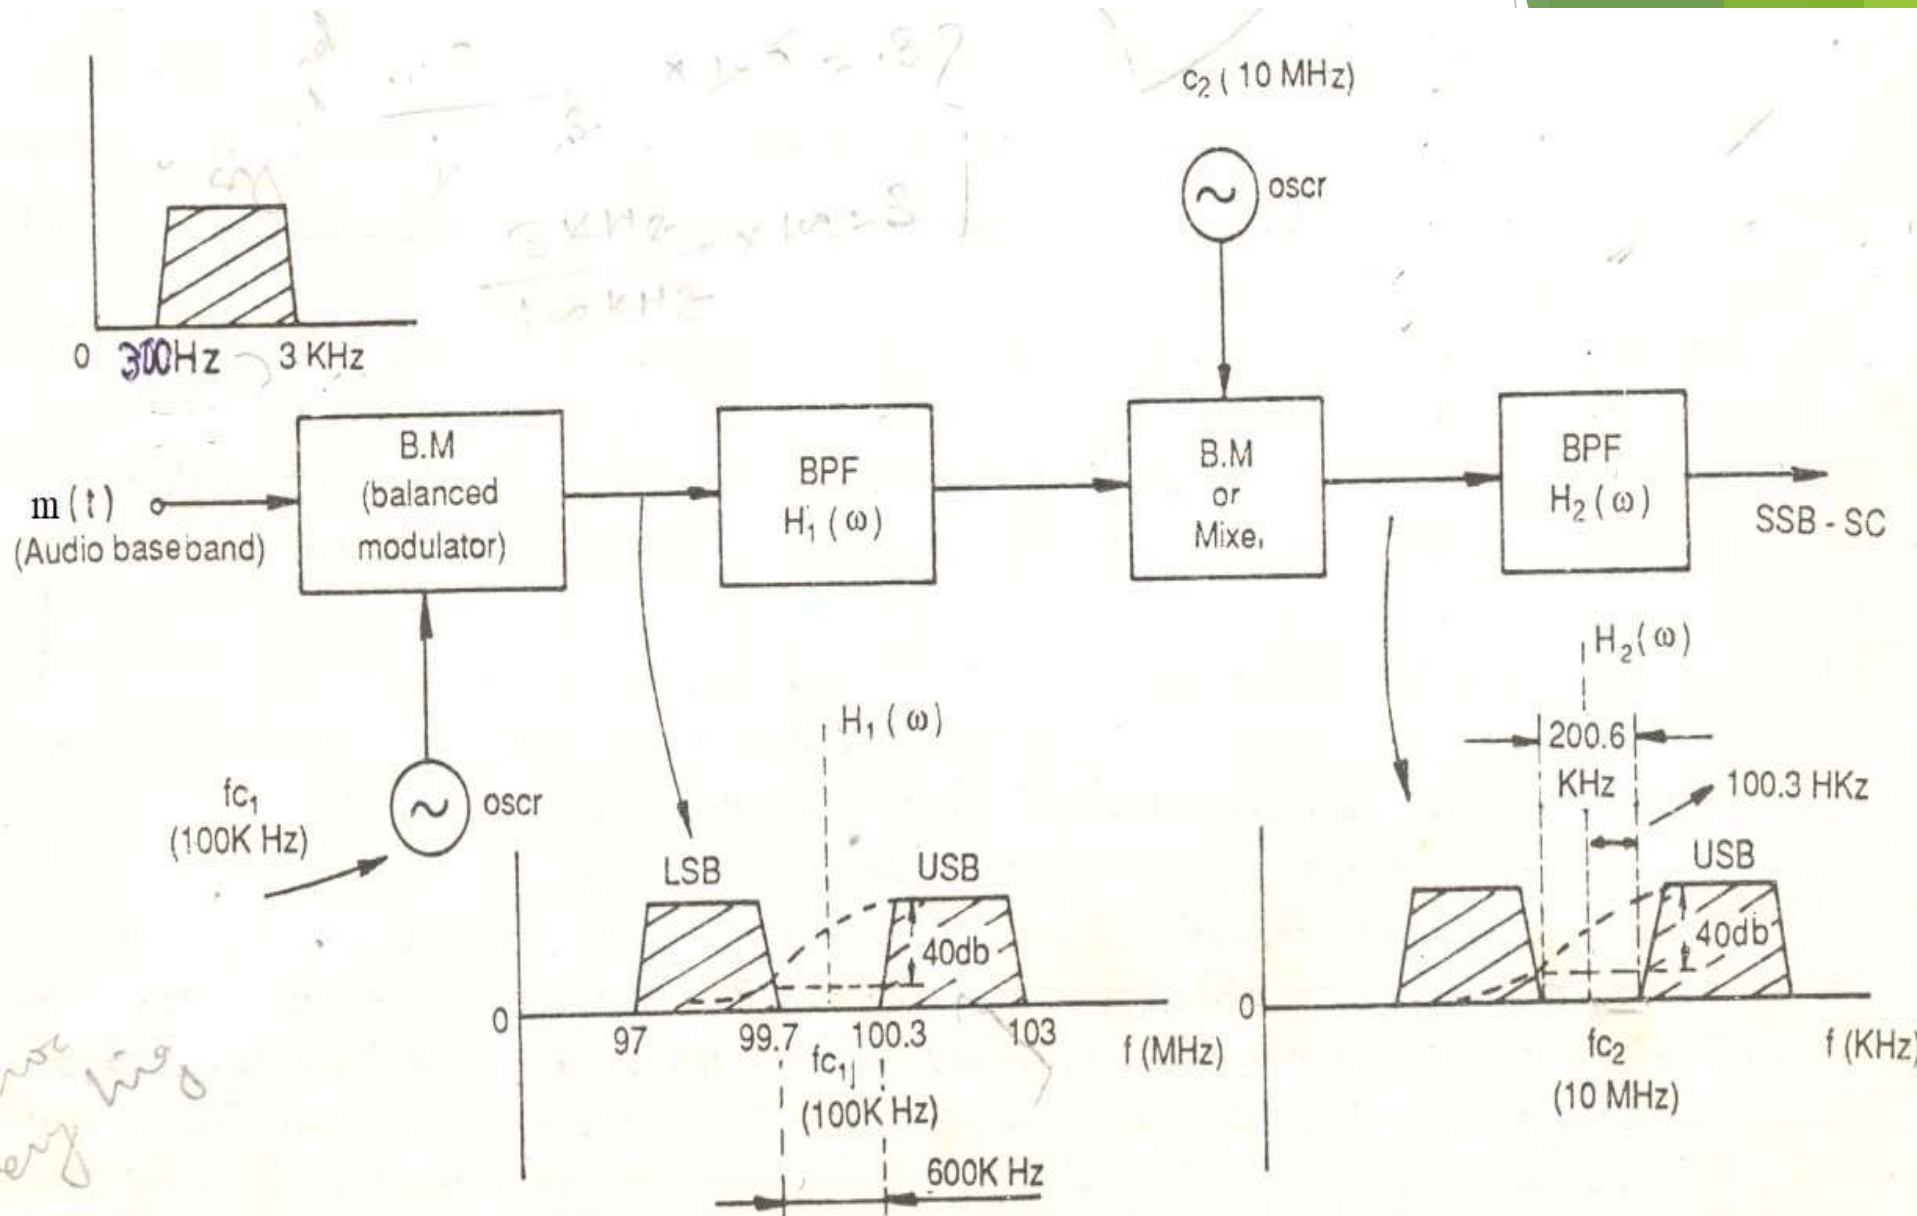 c₂ ( 10 MHz)
oscr
0 300Hz 3 KHz
m ( t )
(Audio baseband)
B.M
(balanced
modulator)
BPF
H₁ ( ω )
B.M
or
Mixe
BPF
H₂ ( ω )
SSB - SC
fc₁
(100K Hz)
oscr
H₁ ( ω )
LSB
USB
40db
0
97
99.7
100.3
103
f (MHz)
fc₁
(100K Hz)
600K Hz
H₂ ( ω )
200.6
KHz
100.3 HKz
USB
40db
0
fc₂
(10 MHz)
f (KHz)